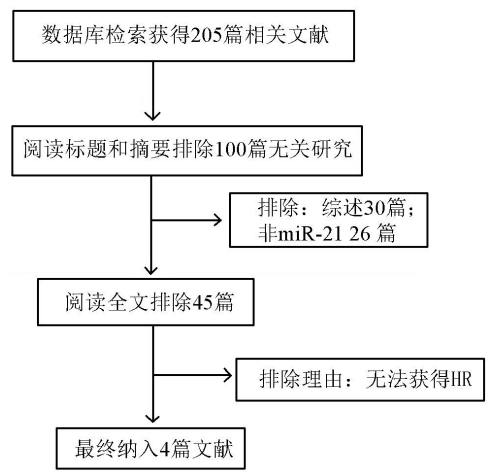 数据库检索获得205篇相关文献
阅读标题和摘要排除100篇无关研究
排除：综述30篇；
非miR-21 26 篇
阅读全文排除45篇
排除理由：无法获得HR
最终纳入4篇文献